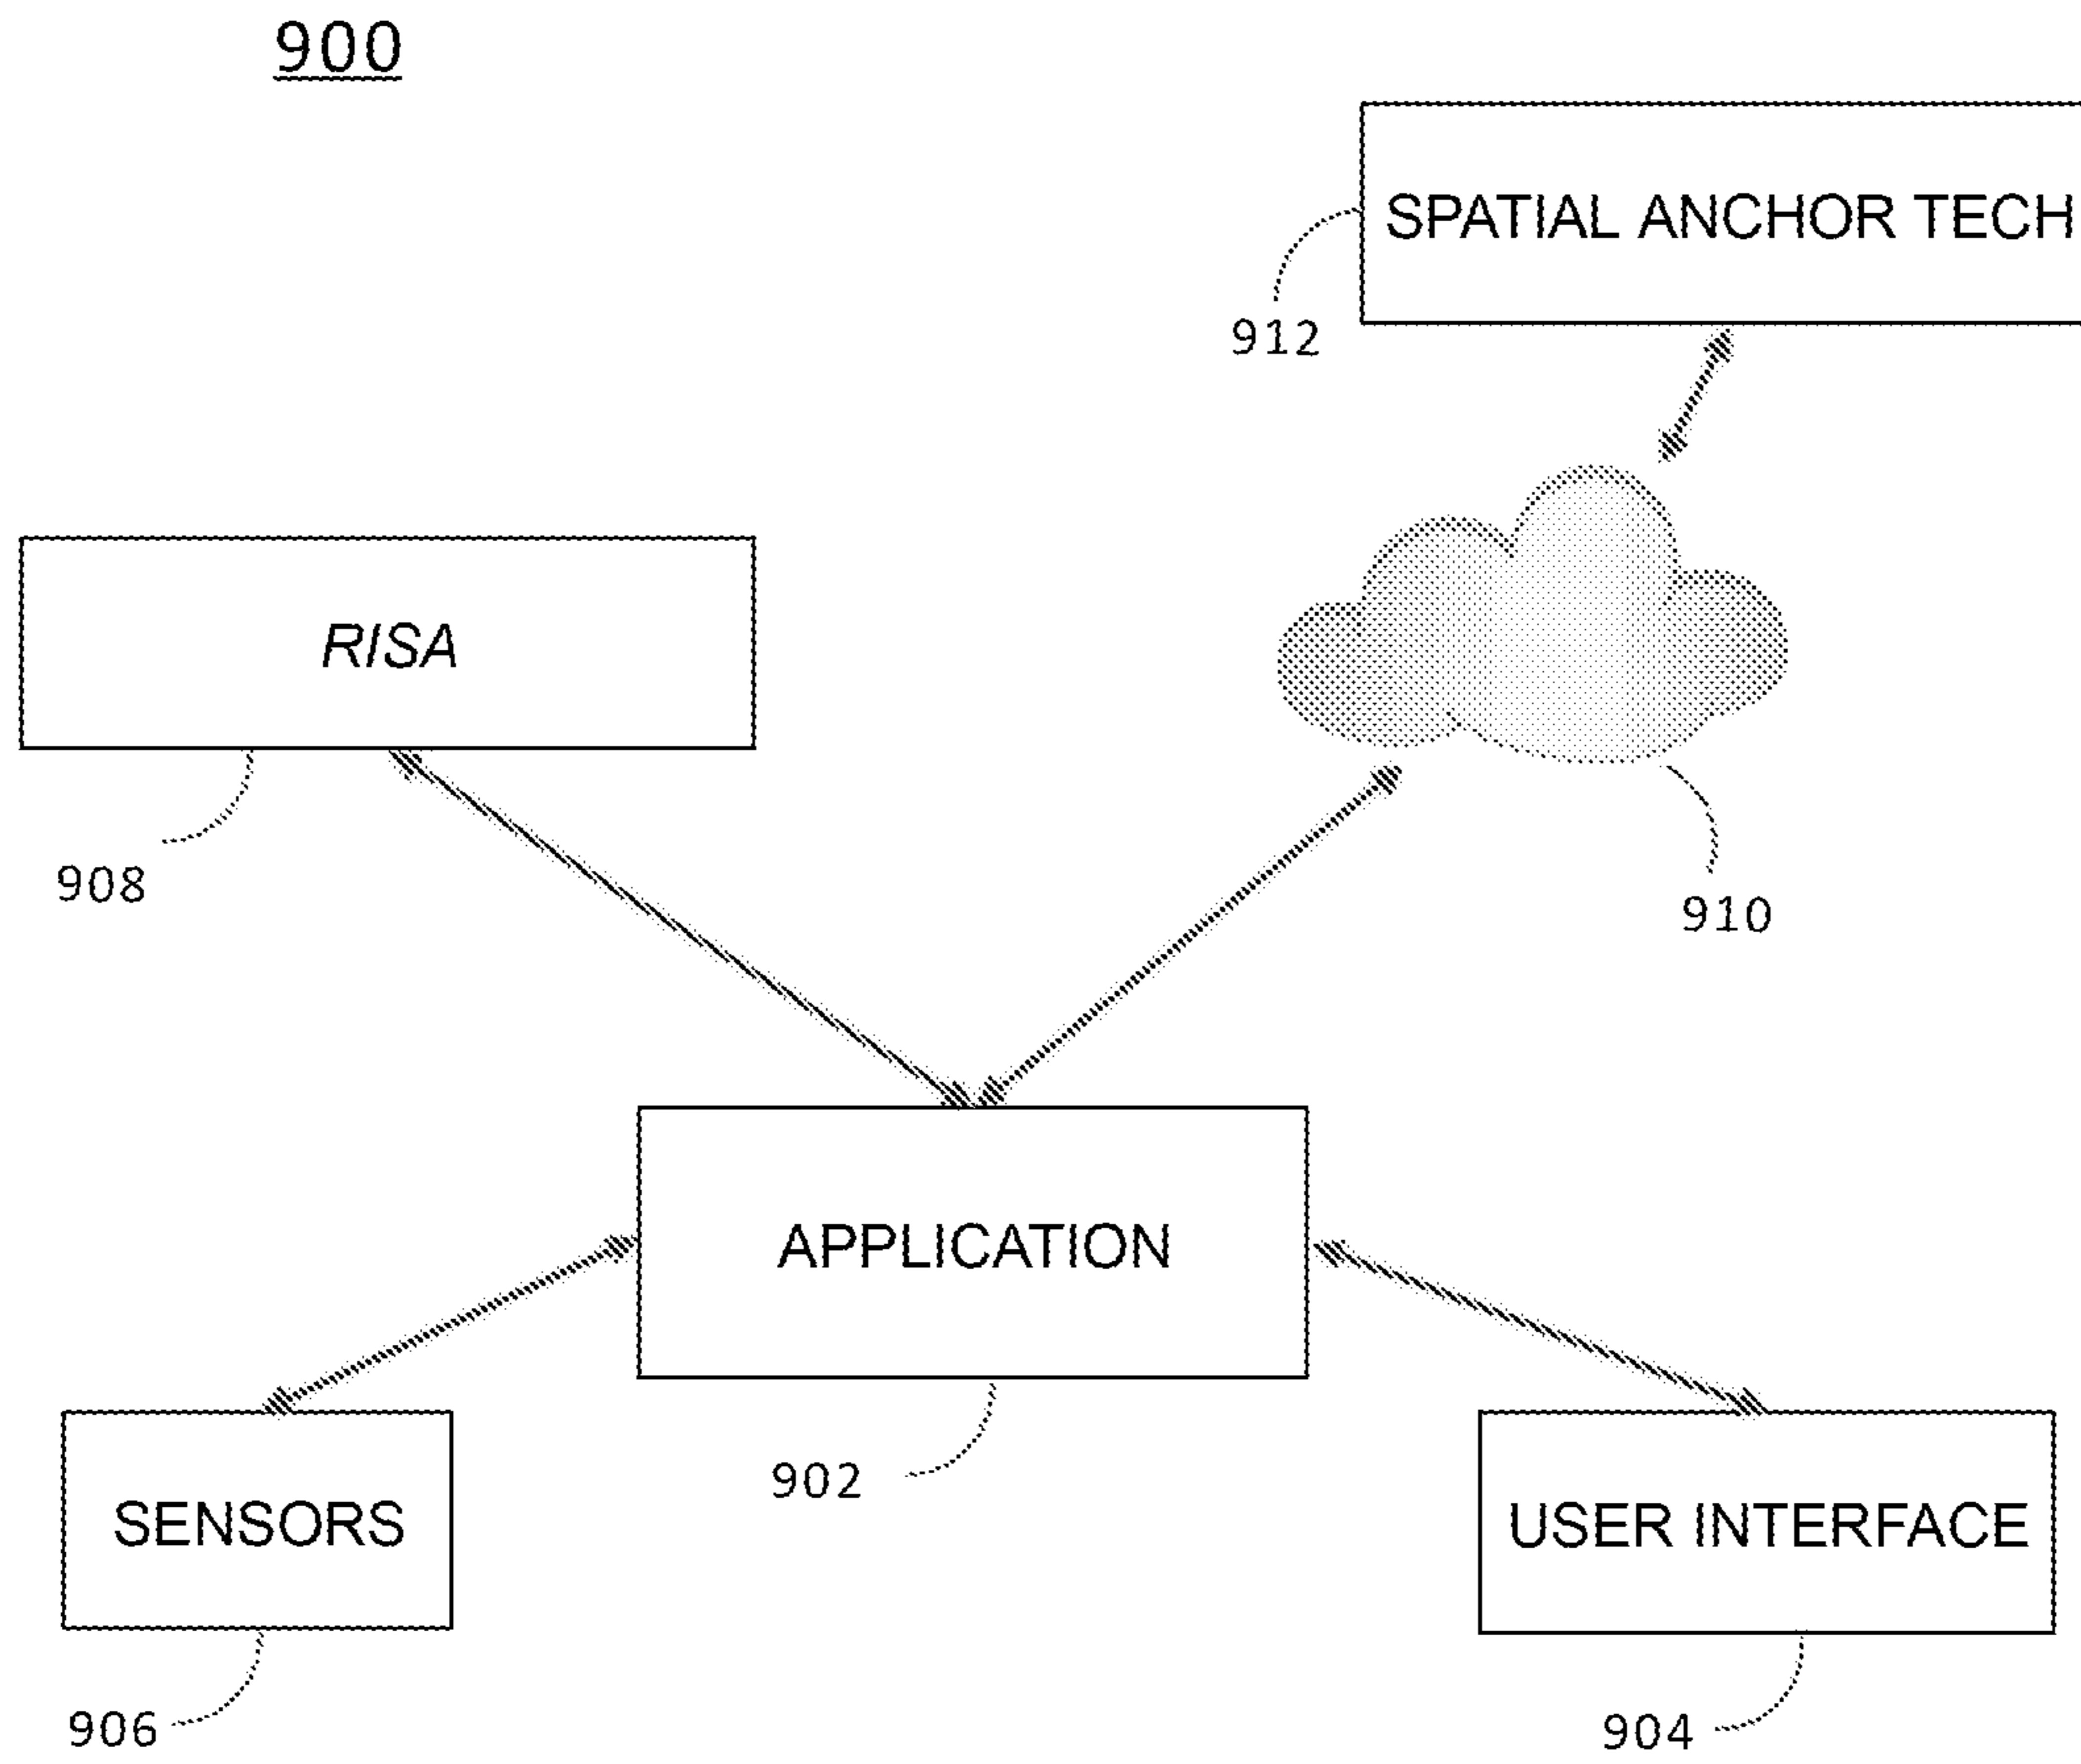 900
SPATIAL ANCHOR TECH
912
RISA
908
910
APPLICATION
902
SENSORS
USER INTERFACE
906
904